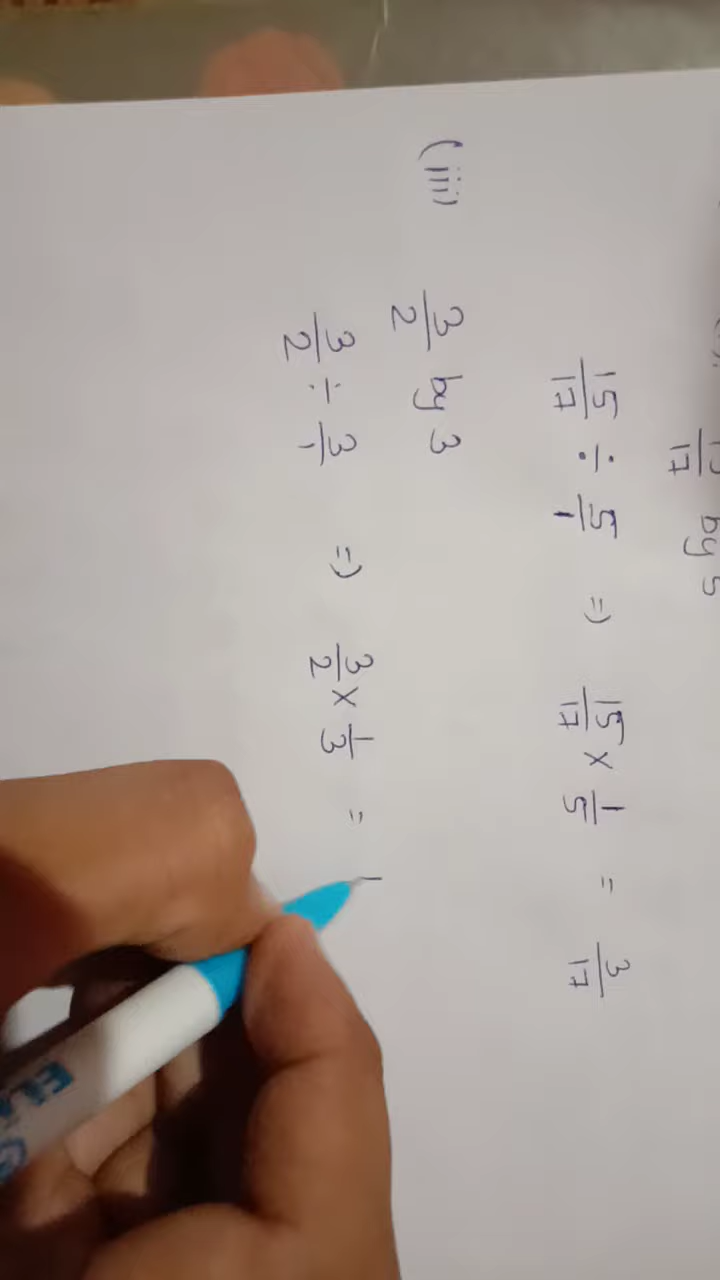 15/17 by 5
15/17 ÷ 5/1 => 15/17 x 1/5 = 3/17
(iii) 3/2 by 3
3/2 ÷ 3/1 => 3/2 x 1/3 = 1